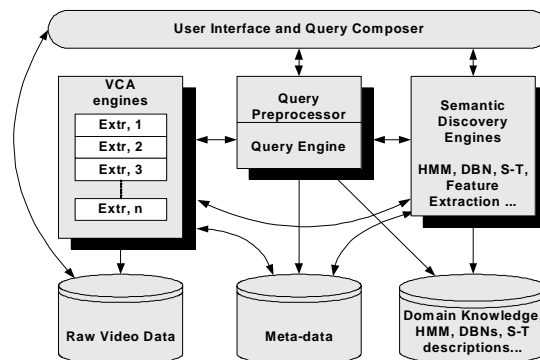 User Interface and Query Composer
VCA
engines
Extr, 1
Extr, 2
Extr, 3
Extr, n
Query
Preprocessor
Query Engine
Semantic
Discovery
Engines
HMM, DBN, S-T,
Feature
Extraction ...
Raw Video Data
Meta-data
Domain Knowledge,
HMM, DBNs, S-T
descriptions...